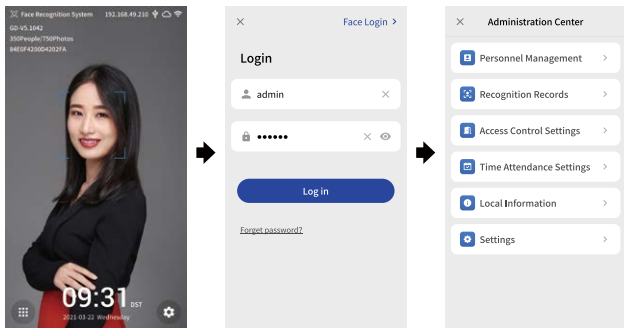 Face Recognition System 192.168.49.210
GD-V5.1042
350People/750Photos
84E0F4200D4202FA
09:31 DST
2021-03-22 Wednesday
Face Login >
Login
admin
Log in
Forget password?
Administration Center
Personnel Management
Recognition Records
Access Control Settings
Time Attendance Settings
Local Information
Settings